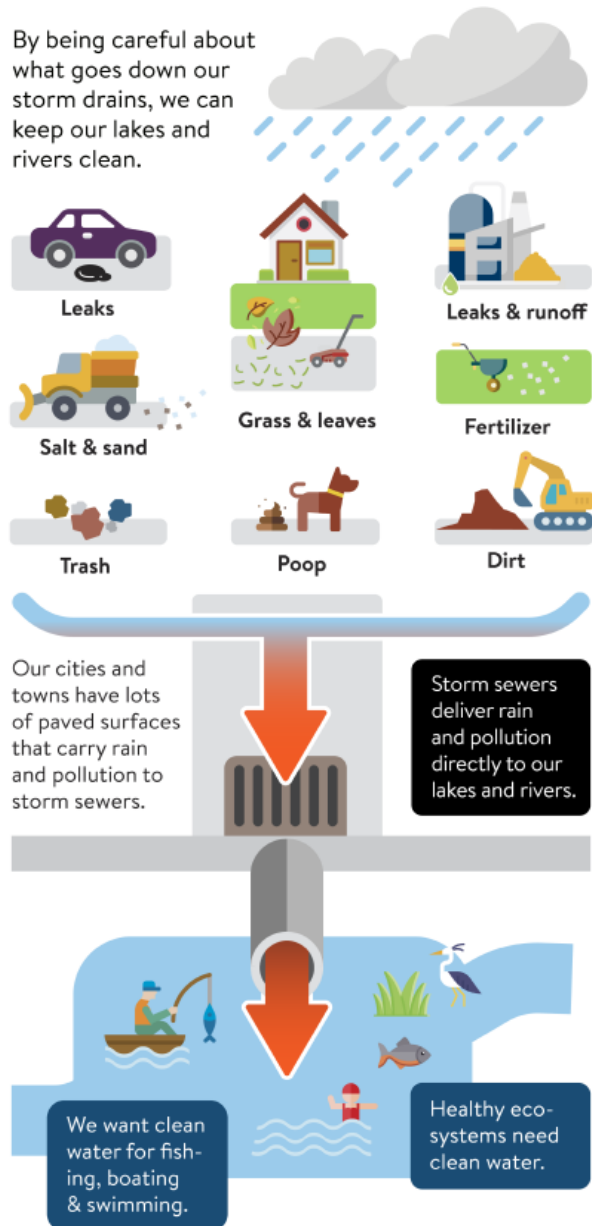 By being careful about
what goes down our
storm drains, we can
keep our lakes and
rivers clean.
Leaks
Grass & leaves
Leaks & runoff
Salt & sand
Fertilizer
Trash
Poop
Dirt
Our cities and
towns have lots
of paved surfaces
that carry rain
and pollution to
storm sewers.
Storm sewers
deliver rain
and pollution
directly to our
lakes and rivers.
We want clean
water for fish-
ing, boating
& swimming.
Healthy eco-
systems need
clean water.